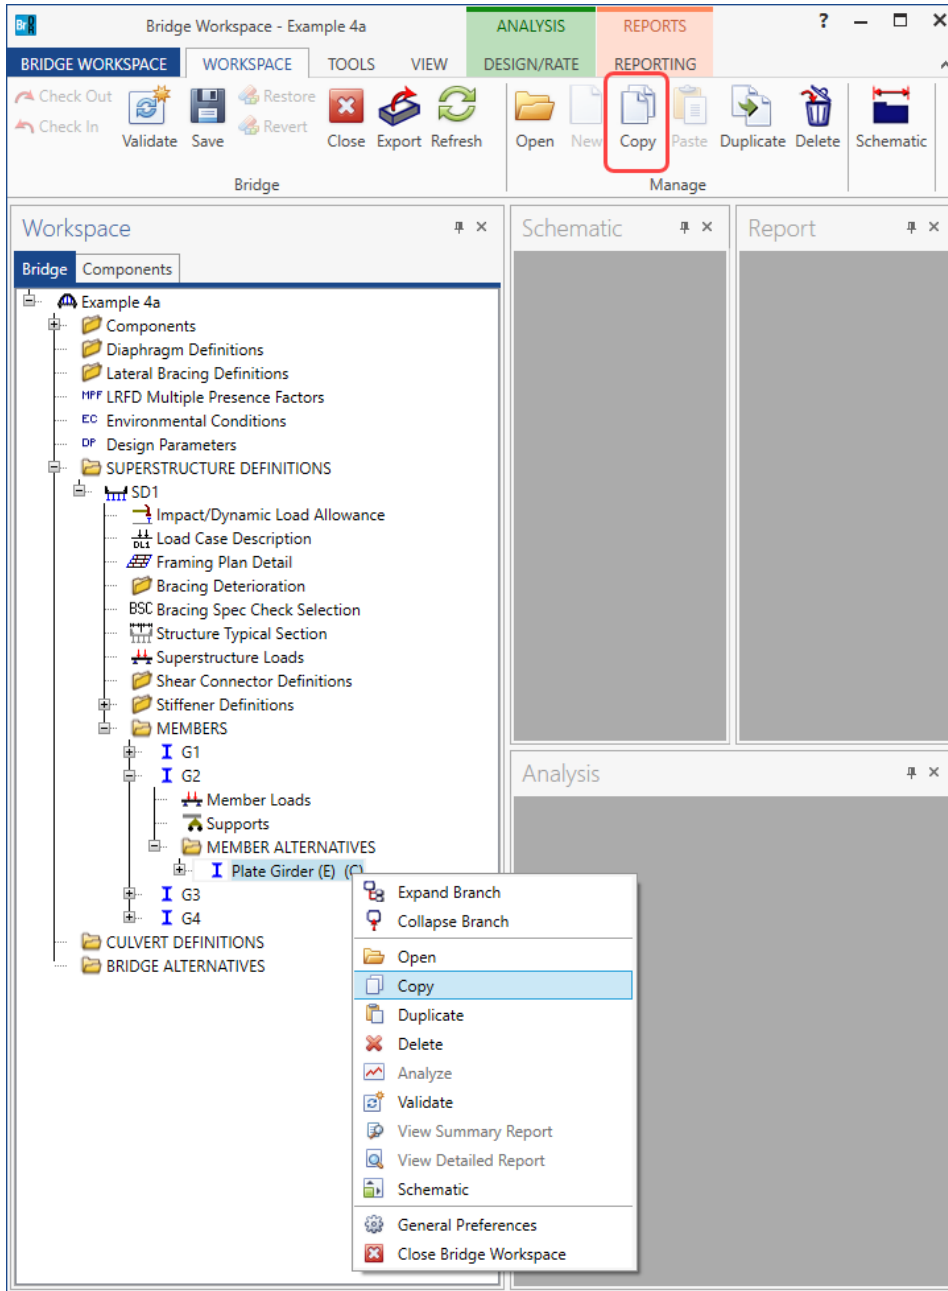 Br R
Bridge Workspace - Example 4a
ANALYSIS
REPORTS
?
BRIDGE WORKSPACE
WORKSPACE
TOOLS
VIEW
DESIGN/RATE
REPORTING
Check Out
Check In
Validate
Save
Restore
Revert
Close
Export
Refresh
Bridge
Open
New
Copy
Paste
Duplicate
Delete
Manage
Schematic
Workspace
Bridge
Components
Example 4a
Components
Diaphragm Definitions
Lateral Bracing Definitions
MPF LRFD Multiple Presence Factors
EC Environmental Conditions
DP Design Parameters
SUPERSTRUCTURE DEFINITIONS
SD1
Impact/Dynamic Load Allowance
DL1 Load Case Description
Framing Plan Detail
Bracing Deterioration
BSC Bracing Spec Check Selection
Structure Typical Section
Superstructure Loads
Shear Connector Definitions
Stiffener Definitions
MEMBERS
G1
G2
Member Loads
Supports
MEMBER ALTERNATIVES
Plate Girder (E) (C)
G3
G4
CULVERT DEFINITIONS
BRIDGE ALTERNATIVES
Expand Branch
Collapse Branch
Open
Copy
Duplicate
Delete
Analyze
Validate
View Summary Report
View Detailed Report
Schematic
General Preferences
Close Bridge Workspace
Schematic
Report
Analysis